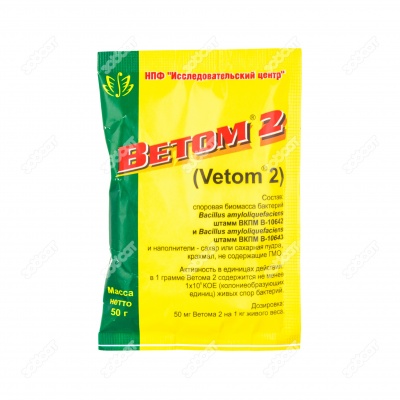 НПФ "Исследовательский центр"
Ветом® 2
(Vetom® 2)
Состав:
споровая биомасса бактерий
Bacillus amyloliquefaciens
штамм ВКПМ В-10642
и Bacillus amyloliquefaciens
штамм ВКПМ В-10643
и наполнители - сахар или сахарная пудра,
крахмал, не содержащие ГМО
Активность в единицах действия:
в 1 грамме Ветома 2 содержится не менее
КОЕ (колониеобразующих
единиц) живых спор бактерий.
Дозировка:
50 мг Ветома 2 на 1 кг живого веса.
Масса
нетто
50 г